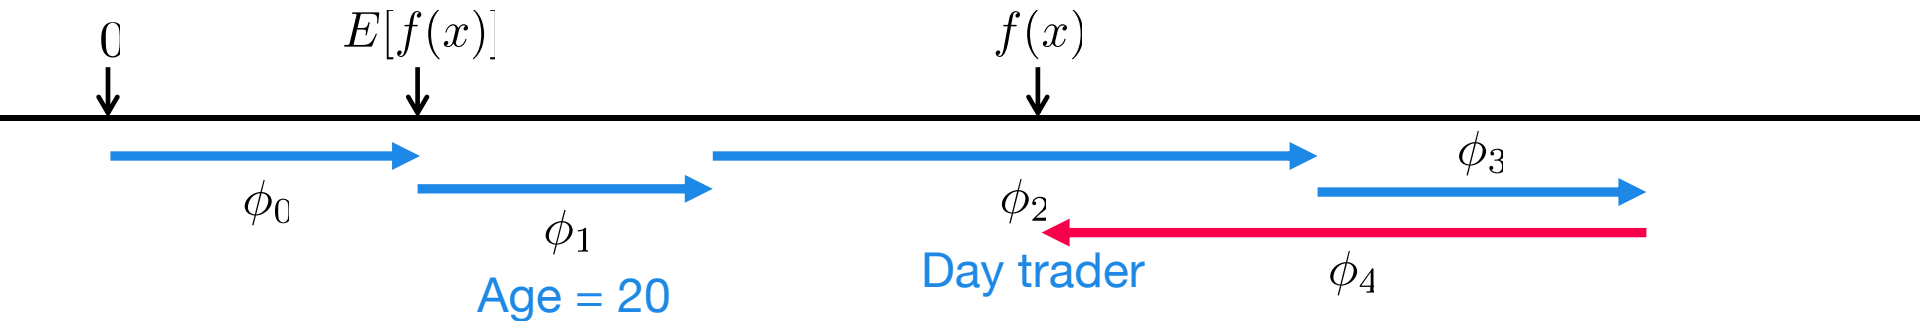 0 E[f(x)] f(x)
ϕ₃
ϕ₀ ϕ₂
ϕ₁
Day trader ϕ₄
Age = 20